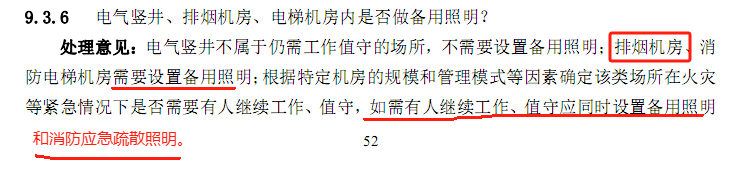 9.3.6 电气竖井、排烟机房、电梯机房内是否做备用照明？
处理意见：电气竖井不属于仍需工作值守的场所，不需要设置备用照明；排烟机房、消
防电梯机房需要设置备用照明；根据特定机房的规模和管理模式等因素确定该类场所在火灾
等紧急情况下是否需要有人继续工作、值守，如需有人继续工作、值守应同时设置备用照明
和消防应急疏散照明。
52